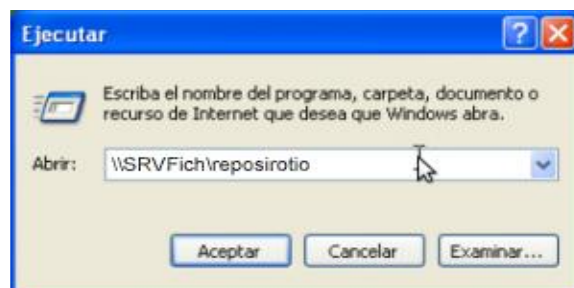 Ejecutar
Escriba el nombre del programa, carpeta, documento o
recurso de Internet que desea que Windows abra.
Abrir: \\SRVFich\reposirotio
Aceptar Cancelar Examinar...